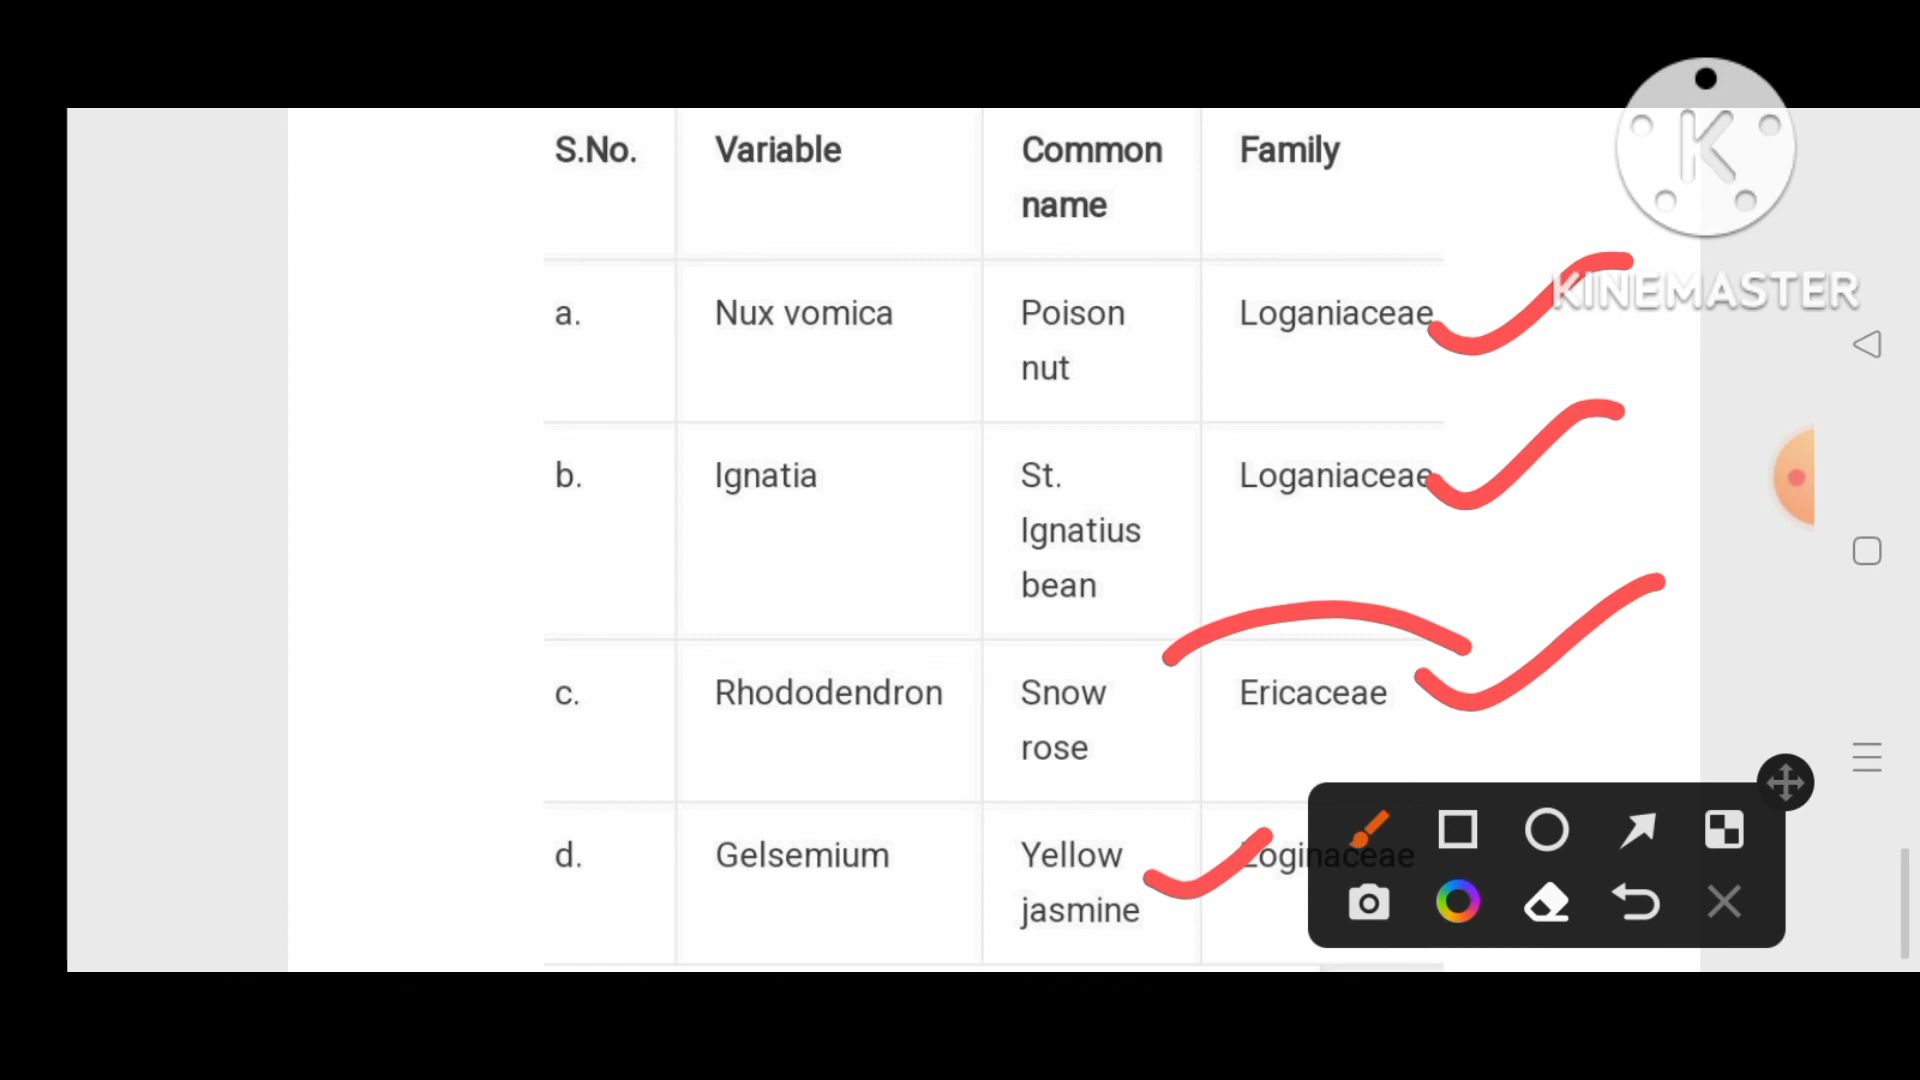 S.No. Variable Common name Family
a. Nux vomica Poison nut Loganiaceae
b. Ignatia St. Ignatius bean Loganiaceae
c. Rhododendron Snow rose Ericaceae
d. Gelsemium Yellow jasmine Loginaceae
K
KINEMASTER